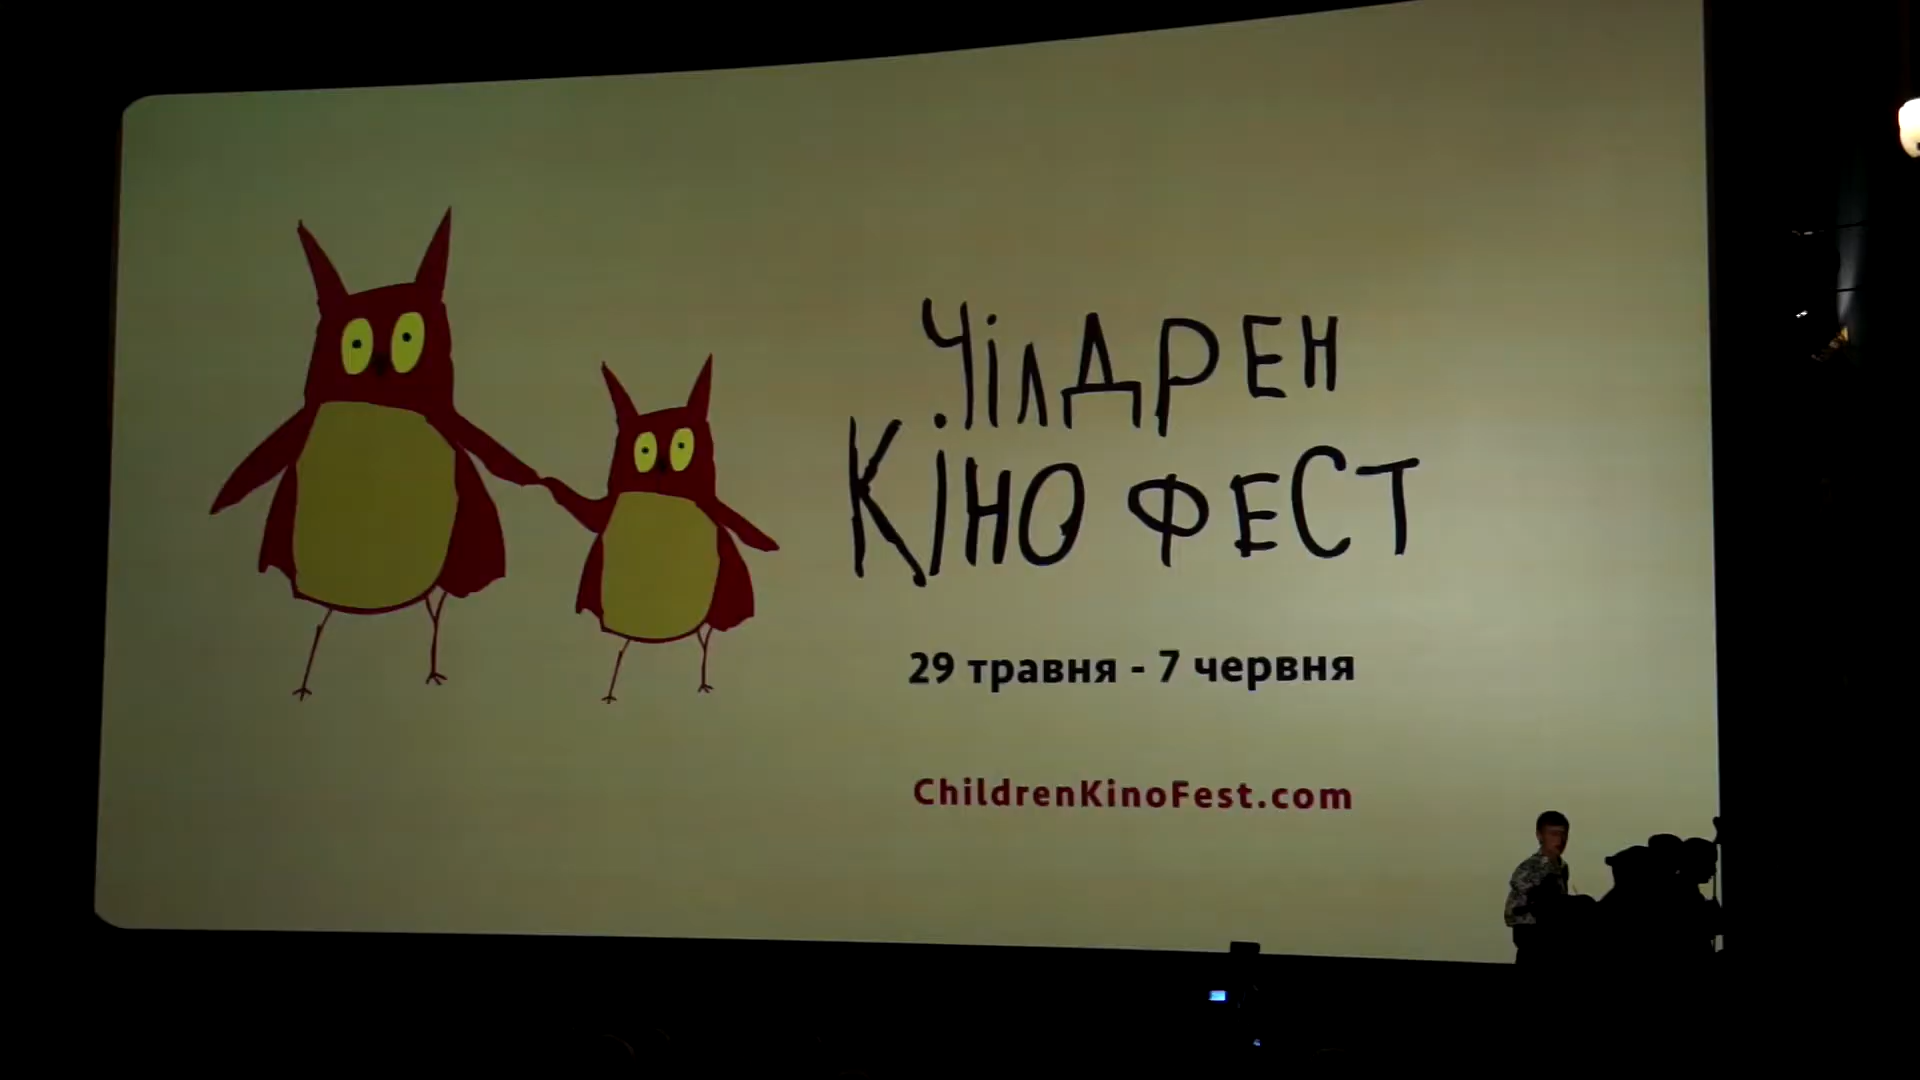 Чілдрен
Кіно фест
29 травня - 7 червня
ChildrenKinoFest.com